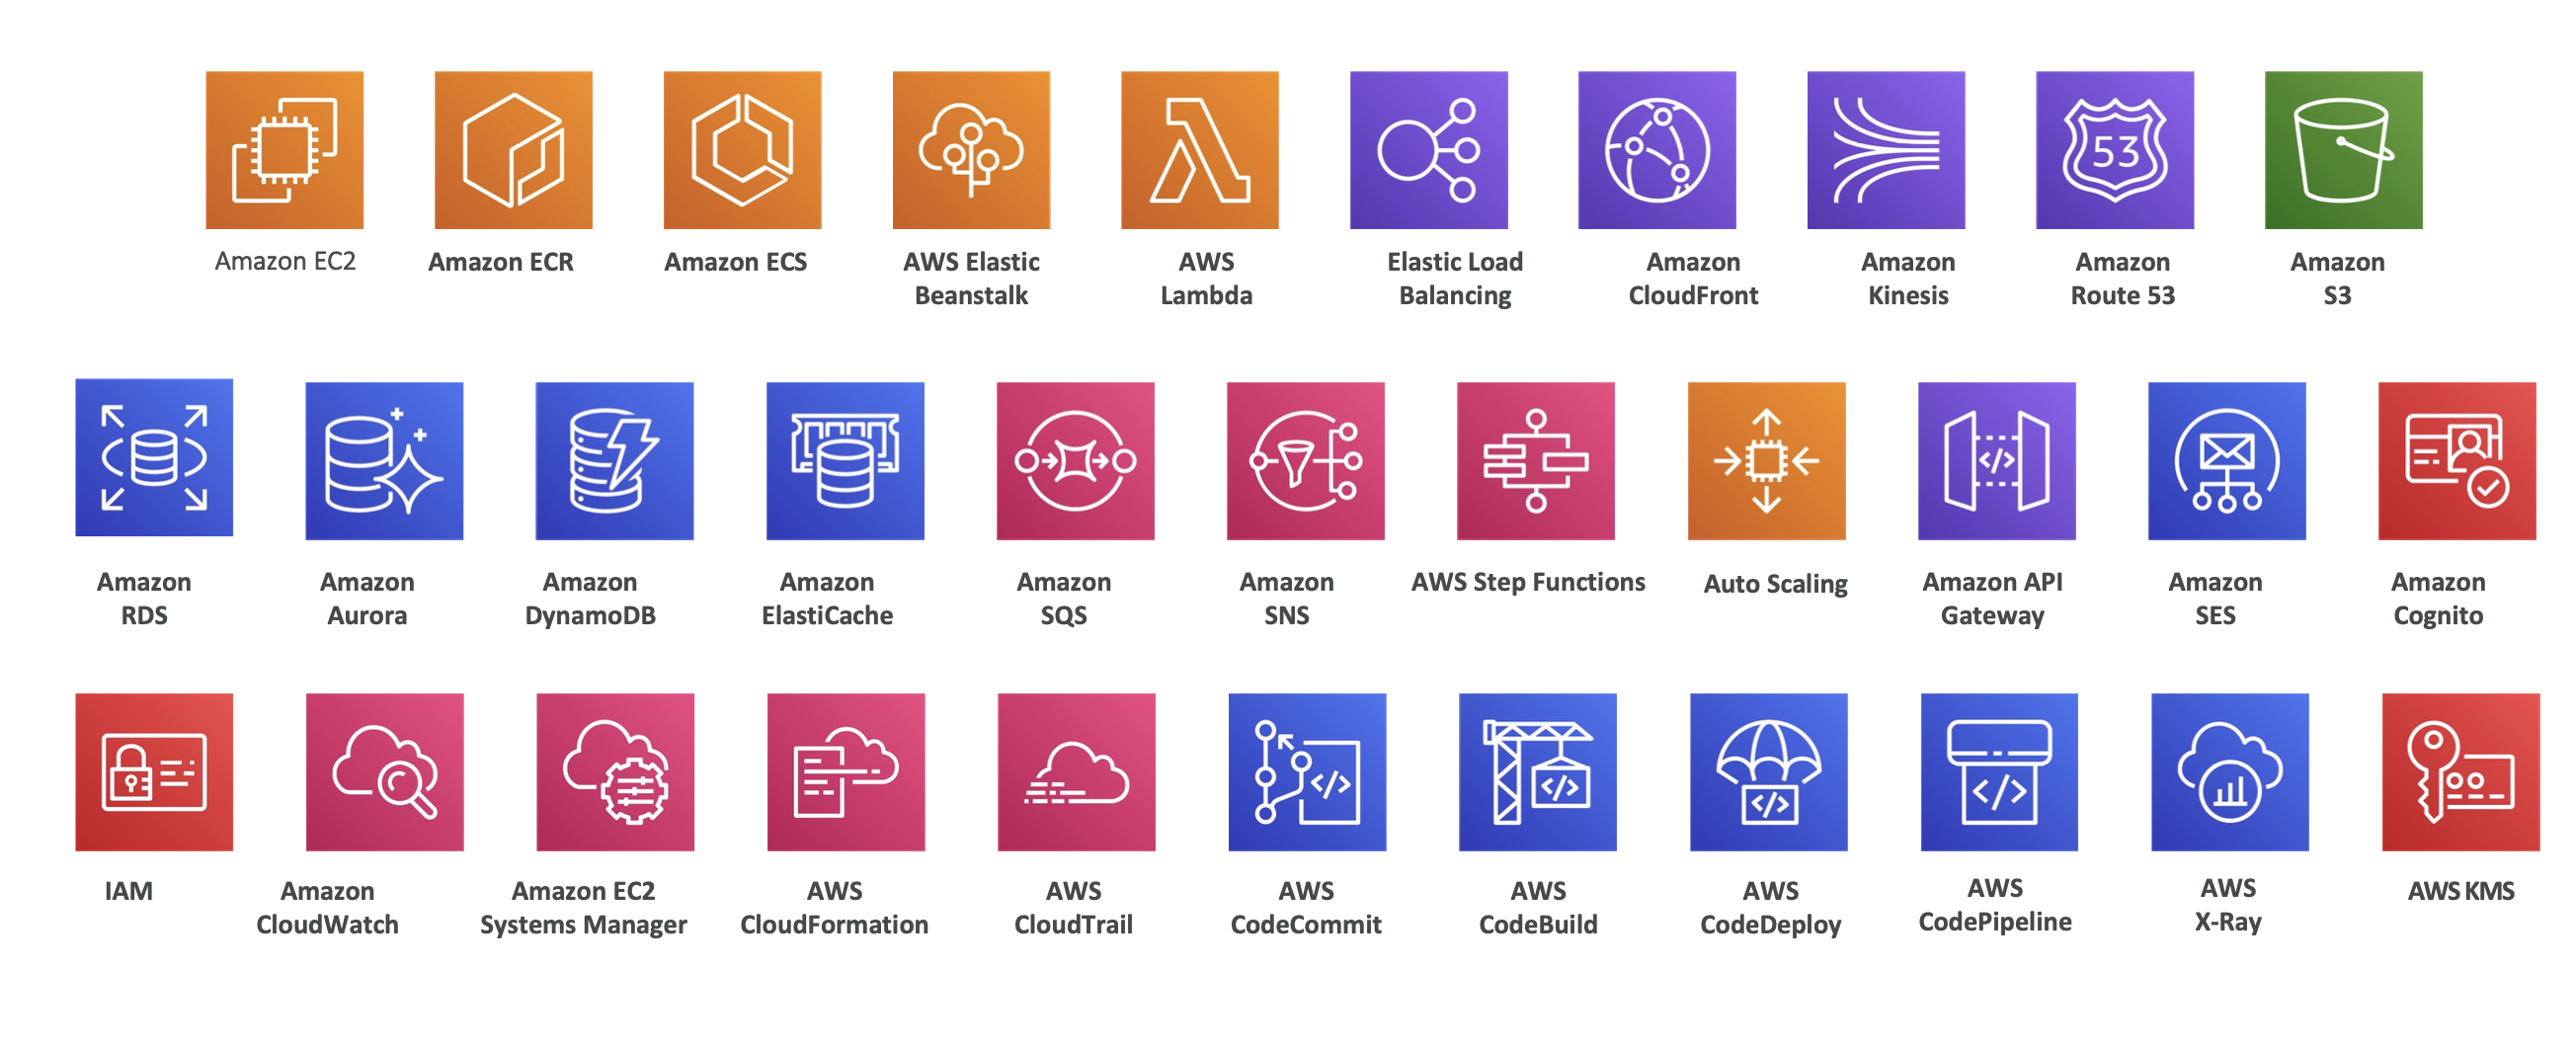 53
Amazon EC2
Amazon ECR
Amazon ECS
AWS Elastic
Beanstalk
AWS
Lambda
Elastic Load
Balancing
Amazon
CloudFront
Amazon
Kinesis
Amazon
Route 53
Amazon
S3
Amazon
RDS
Amazon
Aurora
Amazon
DynamoDB
Amazon
ElastiCache
Amazon
SQS
Amazon
SNS
AWS Step Functions
Auto Scaling
Amazon API
Gateway
Amazon
SES
Amazon
Cognito
IAM
Amazon
CloudWatch
Amazon EC2
Systems Manager
AWS
CloudFormation
AWS
CloudTrail
AWS
CodeCommit
AWS
CodeBuild
AWS
CodeDeploy
AWS
CodePipeline
AWS
X-Ray
AWS KMS